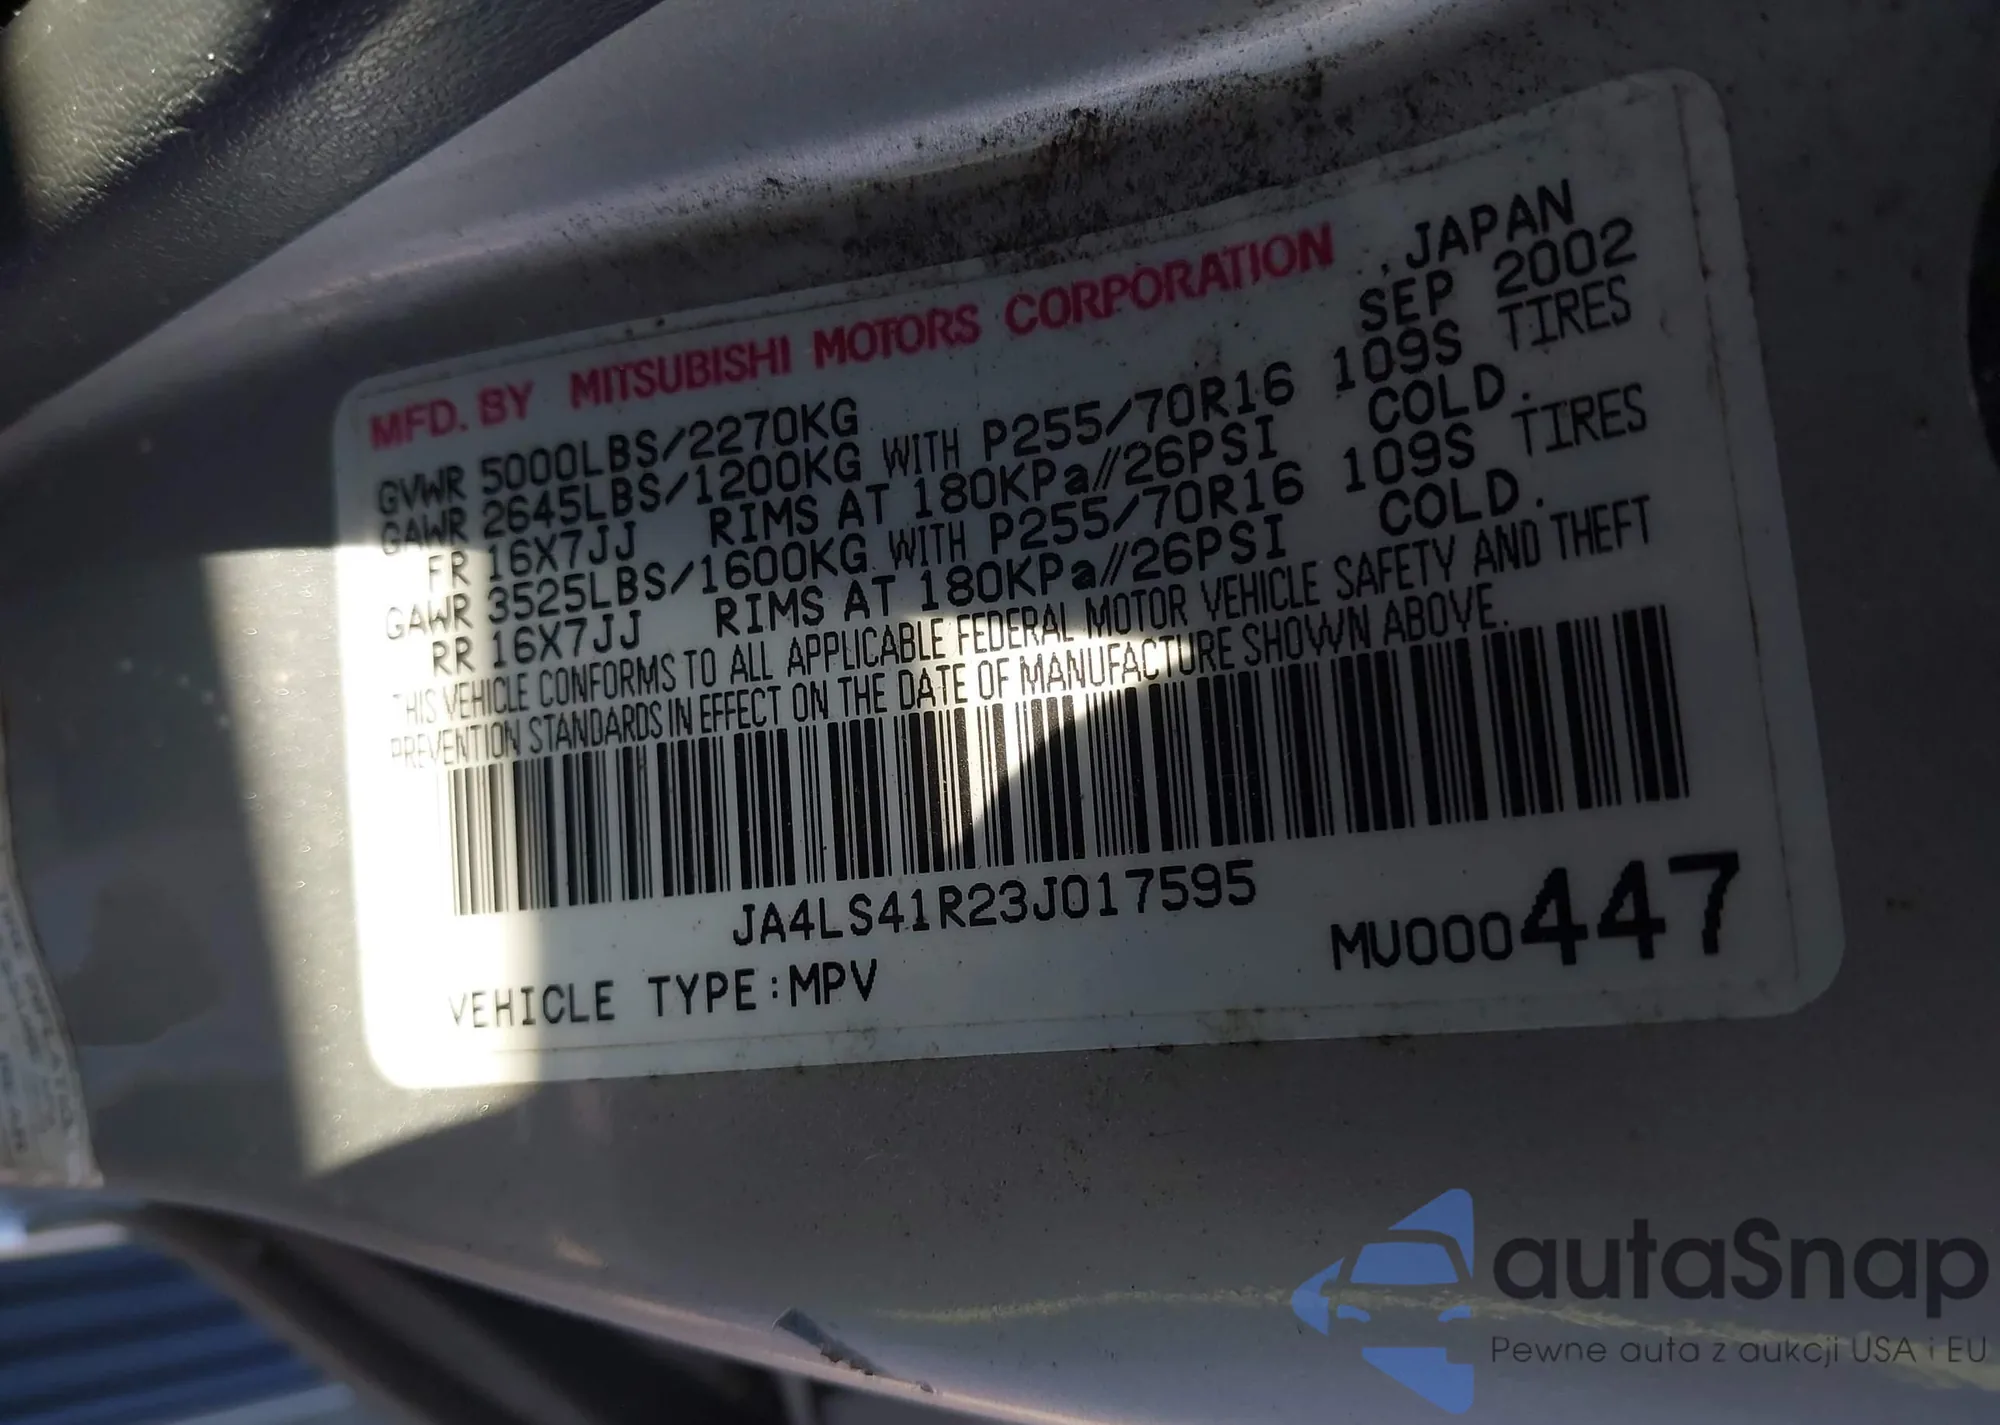 MFD. BY MITSUBISHI MOTORS CORPORATION JAPAN
SEP 2002
GVWR 5000LBS/2270KG
GAWR 2645LBS/1200KG WITH P255/70R16 109S TIRES
FR 16X7JJ RIMS AT 180KPa//26PSI COLD.
GAWR 3525LBS/1600KG WITH P255/70R16 109S TIRES
RR 16X7JJ RIMS AT 180KPa//26PSI COLD.
THIS VEHICLE CONFORMS TO ALL APPLICABLE FEDERAL MOTOR VEHICLE SAFETY AND THEFT
PREVENTION STANDARDS IN EFFECT ON THE DATE OF MANUFACTURE SHOWN ABOVE.
JA4LS41R23J017595
VEHICLE TYPE:MPV
MU000447
autaSnap
Pewne auta z aukcji USA i EU